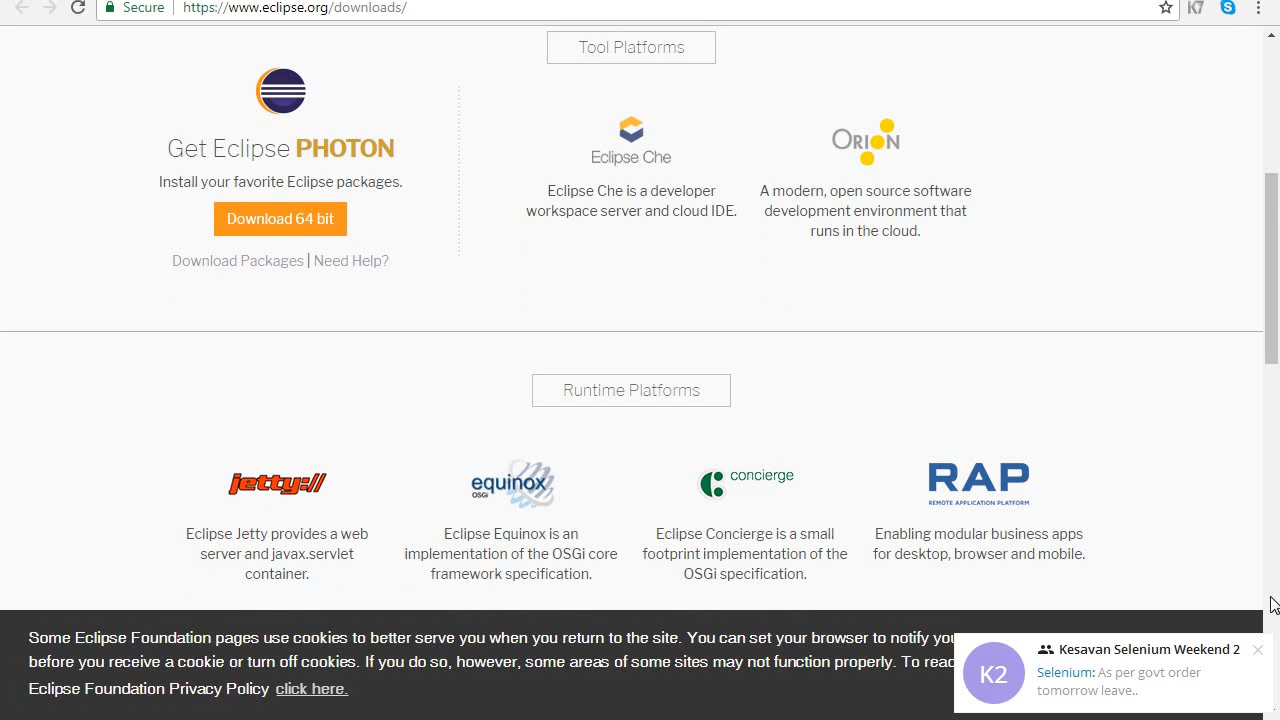 Secure https://www.eclipse.org/downloads/
K7
Tool Platforms
Get Eclipse PHOTON
Install your favorite Eclipse packages.
Download 64 bit
Download Packages | Need Help?
Eclipse Che
Eclipse Che is a developer
workspace server and cloud IDE.
ORION
A modern, open source software
development environment that
runs in the cloud.
Runtime Platforms
jetty://
Eclipse Jetty provides a web
server and javax.servlet
container.
equinox
OSGi
Eclipse Equinox is an
implementation of the OSGi core
framework specification.
concierge
Eclipse Concierge is a small
footprint implementation of the
OSGi specification.
RAP
REMOTE APPLICATION PLATFORM
Enabling modular business apps
for desktop, browser and mobile.
Some Eclipse Foundation pages use cookies to better serve you when you return to the site. You can set your browser to notify you
before you receive a cookie or turn off cookies. If you do so, however, some areas of some sites may not function properly. To read
Eclipse Foundation Privacy Policy click here.
K2
Kesavan Selenium Weekend 2
Selenium: As per govt order
tomorrow leave..